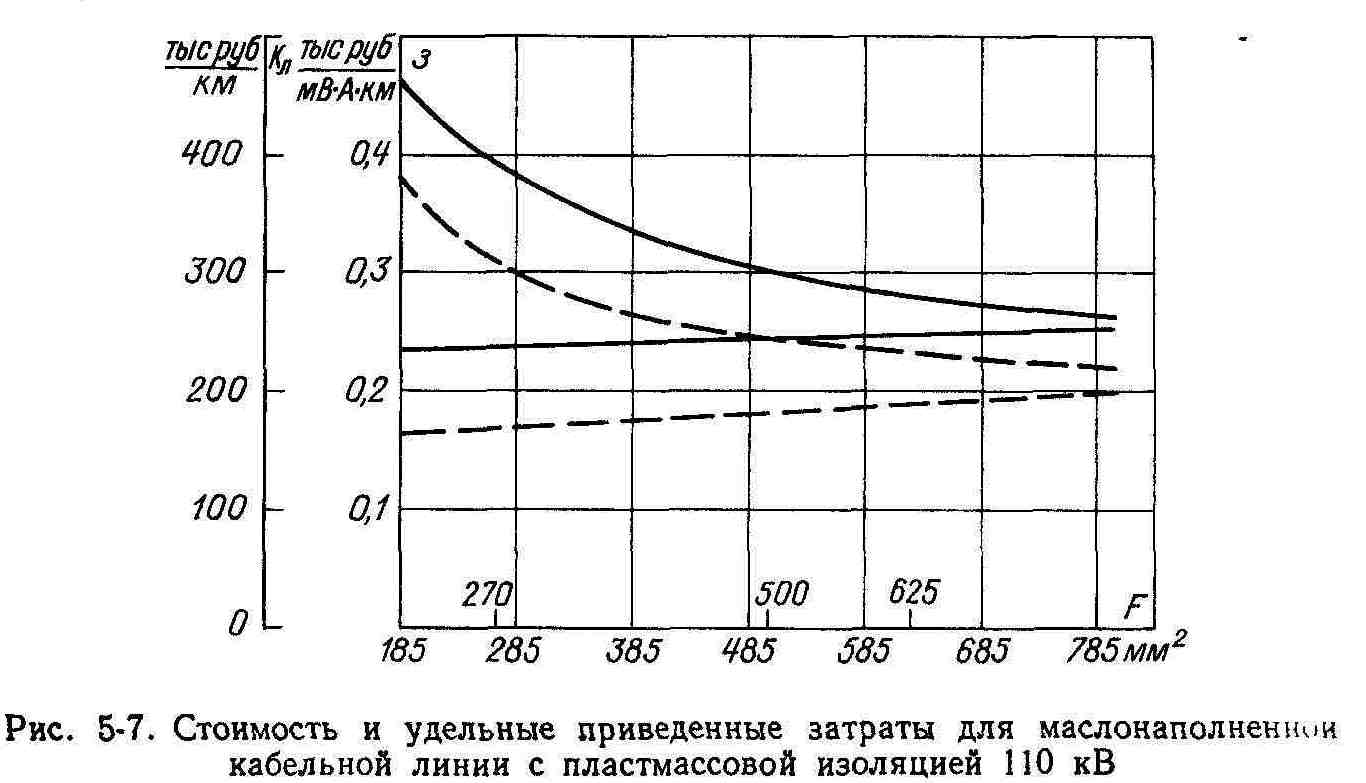 тыс руб Kл тыс руб З
км мВ·А·км
400 0,4
300 0,3
200 0,2
100 0,1
270 500 625 F
0
185 285 385 485 585 685 785 мм²
Рис. 5-7. Стоимость и удельные приведенные затраты для маслонаполненной
кабельной линии с пластмассовой изоляцией 110 кВ